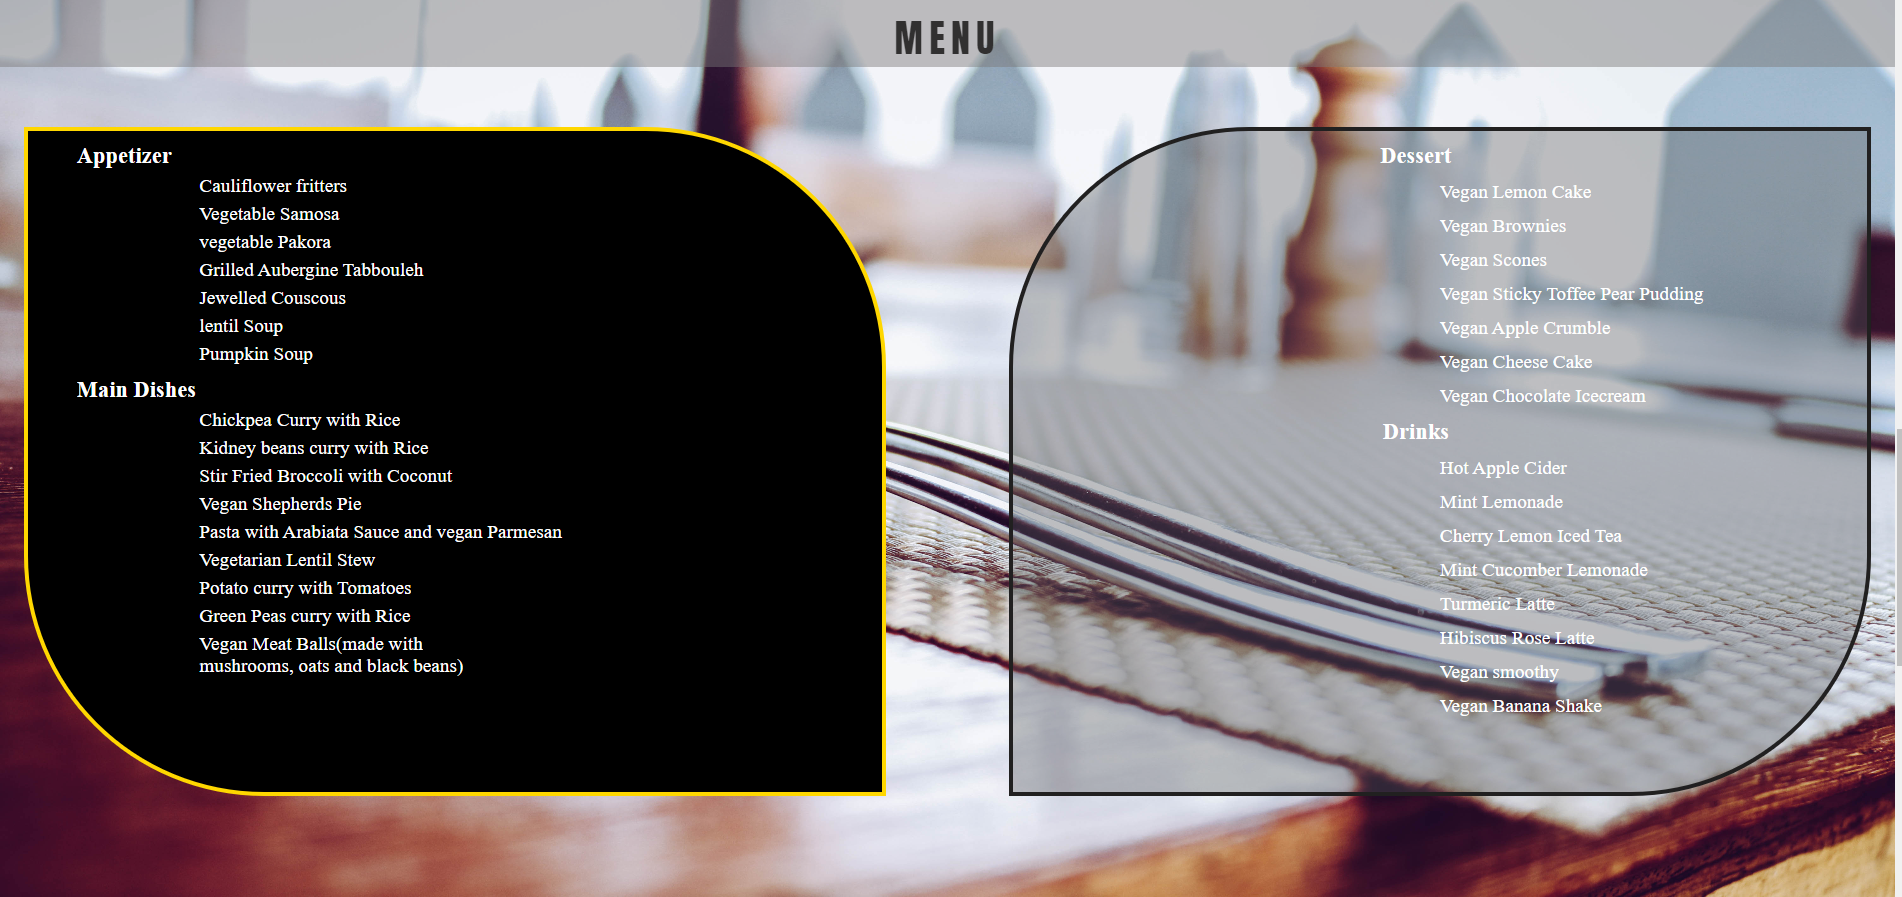 MENU
Appetizer
Cauliflower fritters
Vegetable Samosa
vegetable Pakora
Grilled Aubergine Tabbouleh
Jewelled Couscous
lentil Soup
Pumpkin Soup
Main Dishes
Chickpea Curry with Rice
Kidney beans curry with Rice
Stir Fried Broccoli with Coconut
Vegan Shepherds Pie
Pasta with Arabiata Sauce and vegan Parmesan
Vegetarian Lentil Stew
Potato curry with Tomatoes
Green Peas curry with Rice
Vegan Meat Balls(made with
mushrooms, oats and black beans)
Dessert
Vegan Lemon Cake
Vegan Brownies
Vegan Scones
Vegan Sticky Toffee Pear Pudding
Vegan Apple Crumble
Vegan Cheese Cake
Vegan Chocolate Icecream
Drinks
Hot Apple Cider
Mint Lemonade
Cherry Lemon Iced Tea
Mint Cucomber Lemonade
Turmeric Latte
Hibiscus Rose Latte
Vegan smoothy
Vegan Banana Shake